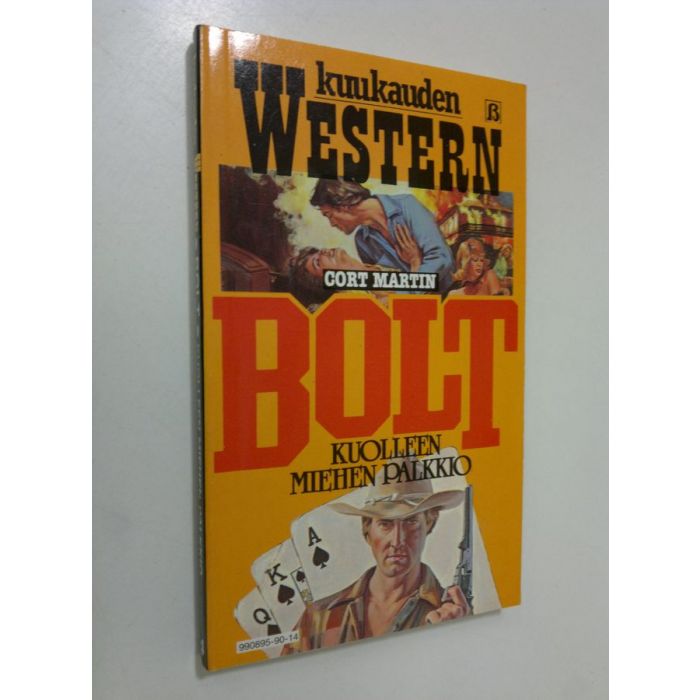 kuukauden
WESTERN
B
CORT MARTIN
BOLT
KUOLLEEN
MIEHEN PALKKIO
A
K
Q
990895-90-14